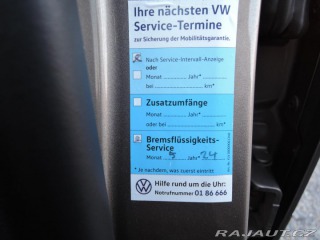 Ihre nächsten VW
Service-Termine
zur Sicherung der Mobilitätsgarantie.
Nach Service-Intervall-Anzeige
oder
Monat .......... Jahr* ..........
bei .......... km*
Zusatzumfänge
Monat .......... Jahr* ..........
oder bei .......... km*
Bremsflüssigkeits-
Service
Monat 5 Jahr* 24
* Je nachdem, was zuerst eintritt
Hilfe rund um die Uhr:
Notrufnummer 01 86 666
RAJAUT.CZ